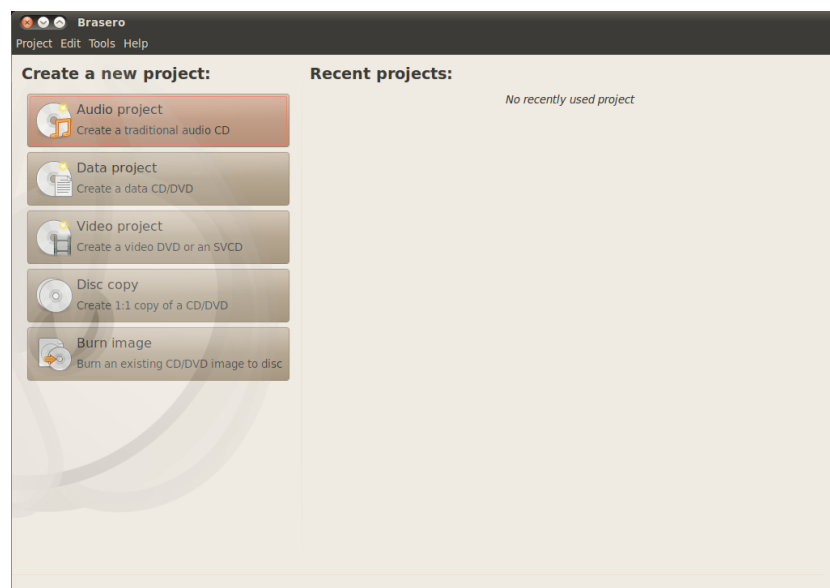 Brasero
Project Edit Tools Help
Create a new project:
Audio project
Create a traditional audio CD
Data project
Create a data CD/DVD
Video project
Create a video DVD or an SVCD
Disc copy
Create 1:1 copy of a CD/DVD
Burn image
Burn an existing CD/DVD image to disc
Recent projects:
No recently used project